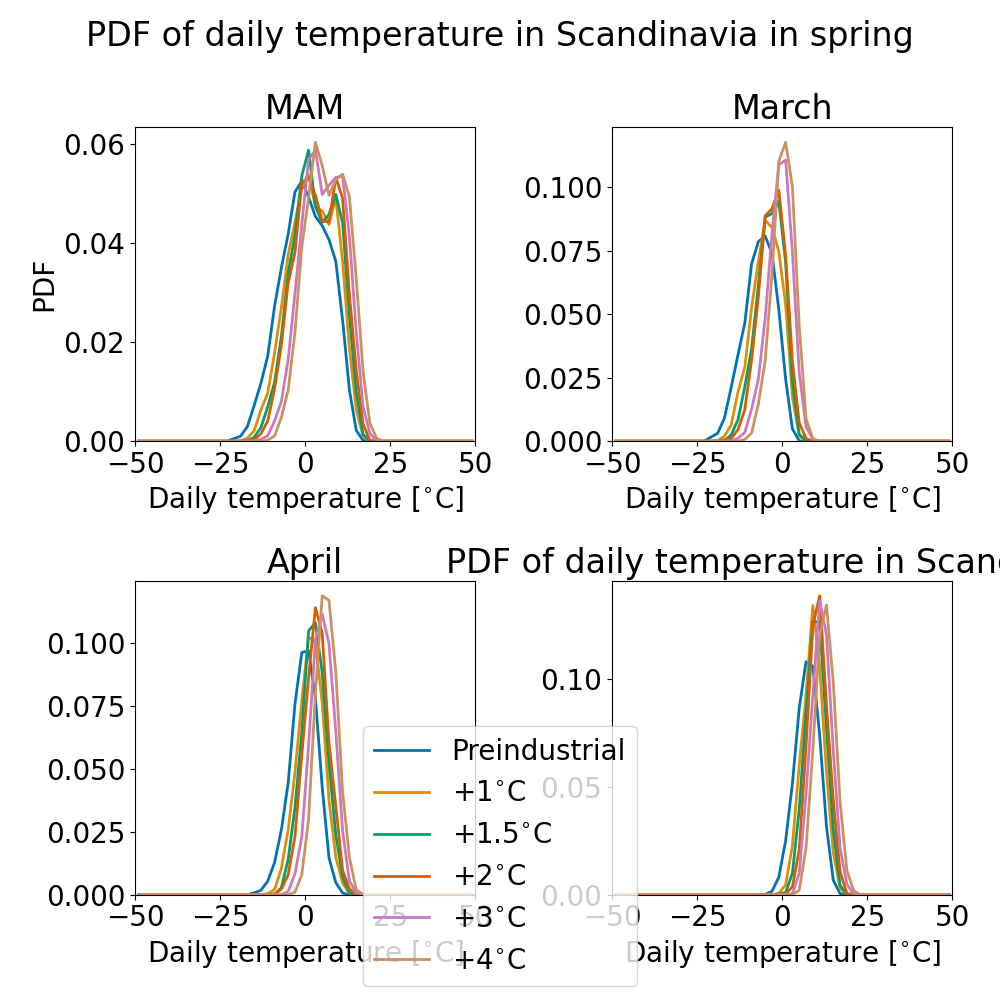 PDF of daily temperature in Scandinavia in spring
MAM
March
0.06
0.04
0.02
0.00
PDF
−50 −25 0 25 50
Daily temperature [°C]
0.100
0.075
0.050
0.025
0.000
−50 −25 0 25 50
Daily temperature [°C]
April
PDF of daily temperature in Scan
0.100
0.075
0.050
0.025
0.000
−50 −25 0 25 50
Daily temperature [°C]
0.10
0.05
0.00
−50 −25 0 25 50
Daily temperature [°C]
Preindustrial
+1°C
+1.5°C
+2°C
+3°C
+4°C